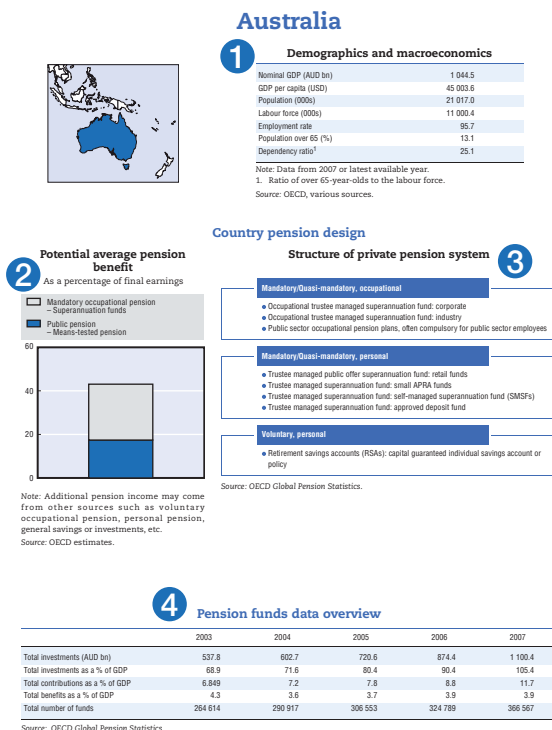 Australia
1
Demographics and macroeconomics
Nominal GDP (AUD bn) 1 044.5
GDP per capita (USD) 45 003.6
Population (000s) 21 017.0
Labour force (000s) 11 000.4
Employment rate 95.7
Population over 65 (%) 13.1
Dependency ratio1 25.1
Note: Data from 2007 or latest available year.
1. Ratio of over 65-year-olds to the labour force.
Source: OECD, various sources.
Country pension design
2
Potential average pension
benefit
As a percentage of final earnings
Mandatory occupational pension
– Superannuation funds
Public pension
– Means-tested pension
60
40
20
0
Note: Additional pension income may come
from other sources such as voluntary
occupational pension, personal pension,
general savings or investments, etc.
Source: OECD estimates.
Structure of private pension system
3
Mandatory/Quasi-mandatory, occupational
• Occupational trustee managed superannuation fund: corporate
• Occupational trustee managed superannuation fund: industry
• Public sector occupational pension plans, often compulsory for public sector employees
Mandatory/Quasi-mandatory, personal
• Trustee managed public offer superannuation fund: retail funds
• Trustee managed superannuation fund: small APRA funds
• Trustee managed superannuation fund: self-managed superannuation fund (SMSFs)
• Trustee managed superannuation fund: approved deposit fund
Voluntary, personal
• Retirement savings accounts (RSAs): capital guaranteed individual savings account or
policy
Source: OECD Global Pension Statistics.
4
Pension funds data overview
2003 2004 2005 2006 2007
Total investments (AUD bn) 537.8 602.7 720.6 874.4 1 100.4
Total investments as a % of GDP 68.9 71.6 80.4 90.4 105.4
Total contributions as a % of GDP 6.849 7.2 7.8 8.8 11.7
Total benefits as a % of GDP 4.3 3.6 3.7 3.9 3.9
Total number of funds 264 614 290 917 306 553 324 789 366 567
Source: OECD Global Pension Statistics